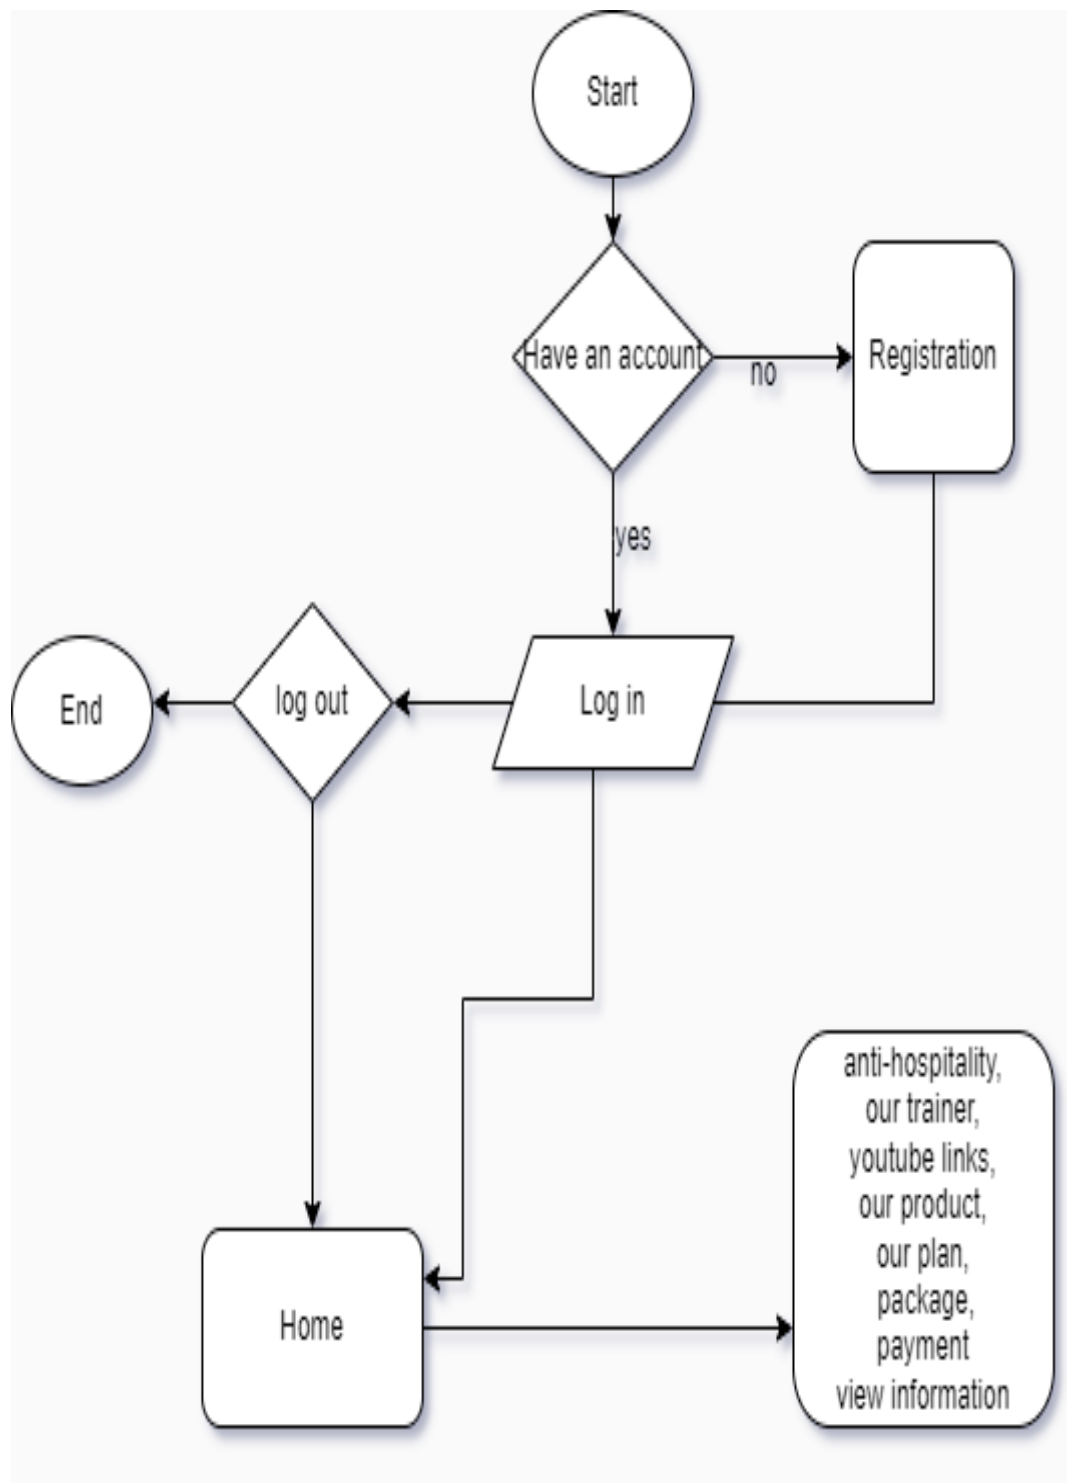 Start
Have an account
no
Registration
yes
End
log out
Log in
anti-hospitality,
our trainer,
youtube links,
our product,
our plan,
package,
payment
view information
Home